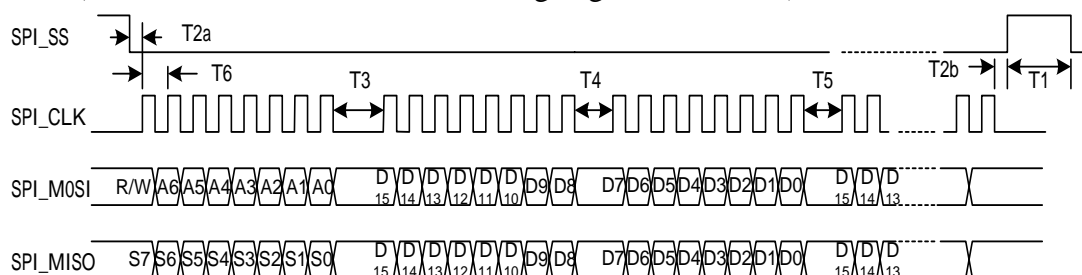 SPI_SS T2a
T6 T3 T4 T5 T2b T1
SPI_CLK
SPI_M0SI R/W A6 A5 A4 A3 A2 A1 A0 D15 D14 D13 D12 D11 D10 D9 D8 D7 D6 D5 D4 D3 D2 D1 D0 D15 D14 D13
SPI_MISO S7 S6 S5 S4 S3 S2 S1 S0 D15 D14 D13 D12 D11 D10 D9 D8 D7 D6 D5 D4 D3 D2 D1 D0 D15 D14 D13